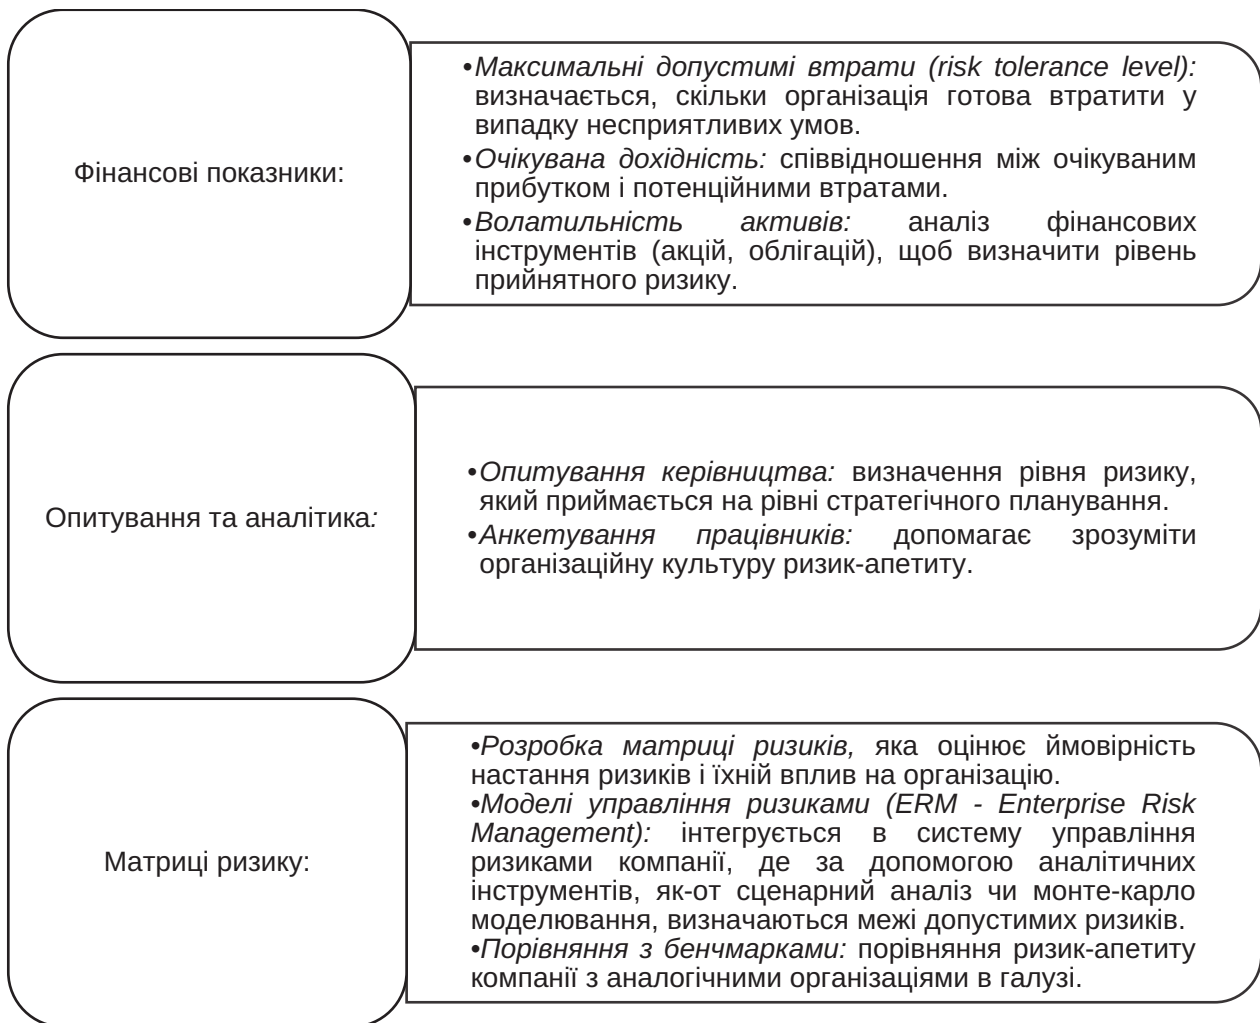 Фінансові показники:
•Максимальні допустимі втрати (risk tolerance level):
визначається, скільки організація готова втратити у
випадку несприятливих умов.
•Очікувана дохідність: співвідношення між очікуваним
прибутком і потенційними втратами.
•Волатильність активів: аналіз фінансових
інструментів (акцій, облігацій), щоб визначити рівень
прийнятного ризику.
Опитування та аналітика:
•Опитування керівництва: визначення рівня ризику,
який приймається на рівні стратегічного планування.
•Анкетування працівників: допомагає зрозуміти
організаційну культуру ризик-апетиту.
Матриці ризику:
•Розробка матриці ризиків, яка оцінює ймовірність
настання ризиків і їхній вплив на організацію.
•Моделі управління ризиками (ERM - Enterprise Risk
Management): інтегрується в систему управління
ризиками компанії, де за допомогою аналітичних
інструментів, як-от сценарний аналіз чи монте-карло
моделювання, визначаються межі допустимих ризиків.
•Порівняння з бенчмарками: порівняння ризик-апетиту
компанії з аналогічними організаціями в галузі.